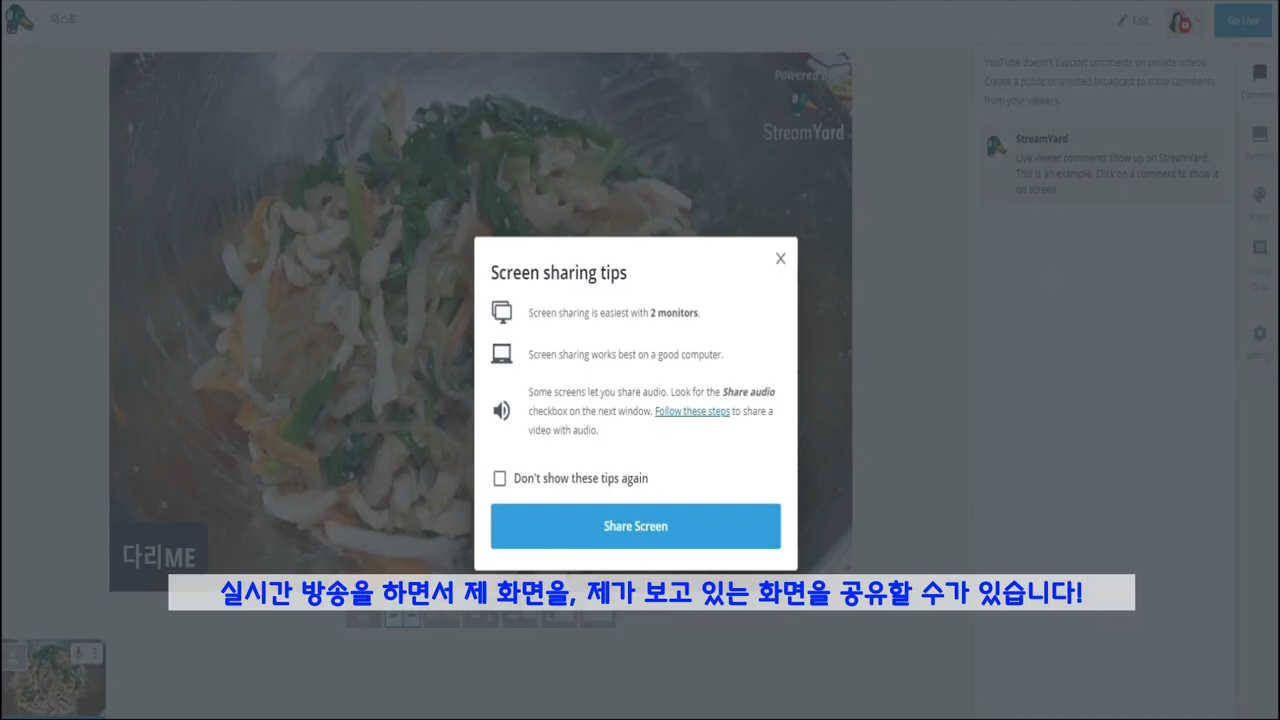 테스트
Edit
Go Live
Powered by
StreamYard
YouTube doesn't support comments on private videos.
Create a public or unlisted broadcast to show comments
from your viewers.
StreamYard
Live viewer comments show up on StreamYard.
This is an example. Click on a comment to show it
on screen.
Screen sharing tips
Screen sharing is easiest with 2 monitors.
Screen sharing works best on a good computer.
Some screens let you share audio. Look for the Share audio
checkbox on the next window. Follow these steps to share a
video with audio.
Don't show these tips again
Share Screen
다리ME
실시간 방송을 하면서 제 화면을, 제가 보고 있는 화면을 공유할 수가 있습니다!